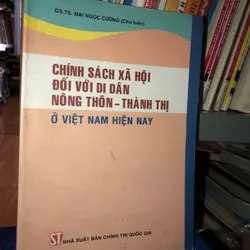 GS.TS. MAI NGỌC CƯỜNG (Chủ biên)
CHÍNH SÁCH XÃ HỘI
ĐỐI VỚI DI DÂN
NÔNG THÔN - THÀNH THỊ
Ở VIỆT NAM HIỆN NAY
ST NHÀ XUẤT BẢN CHÍNH TRỊ QUỐC GIA